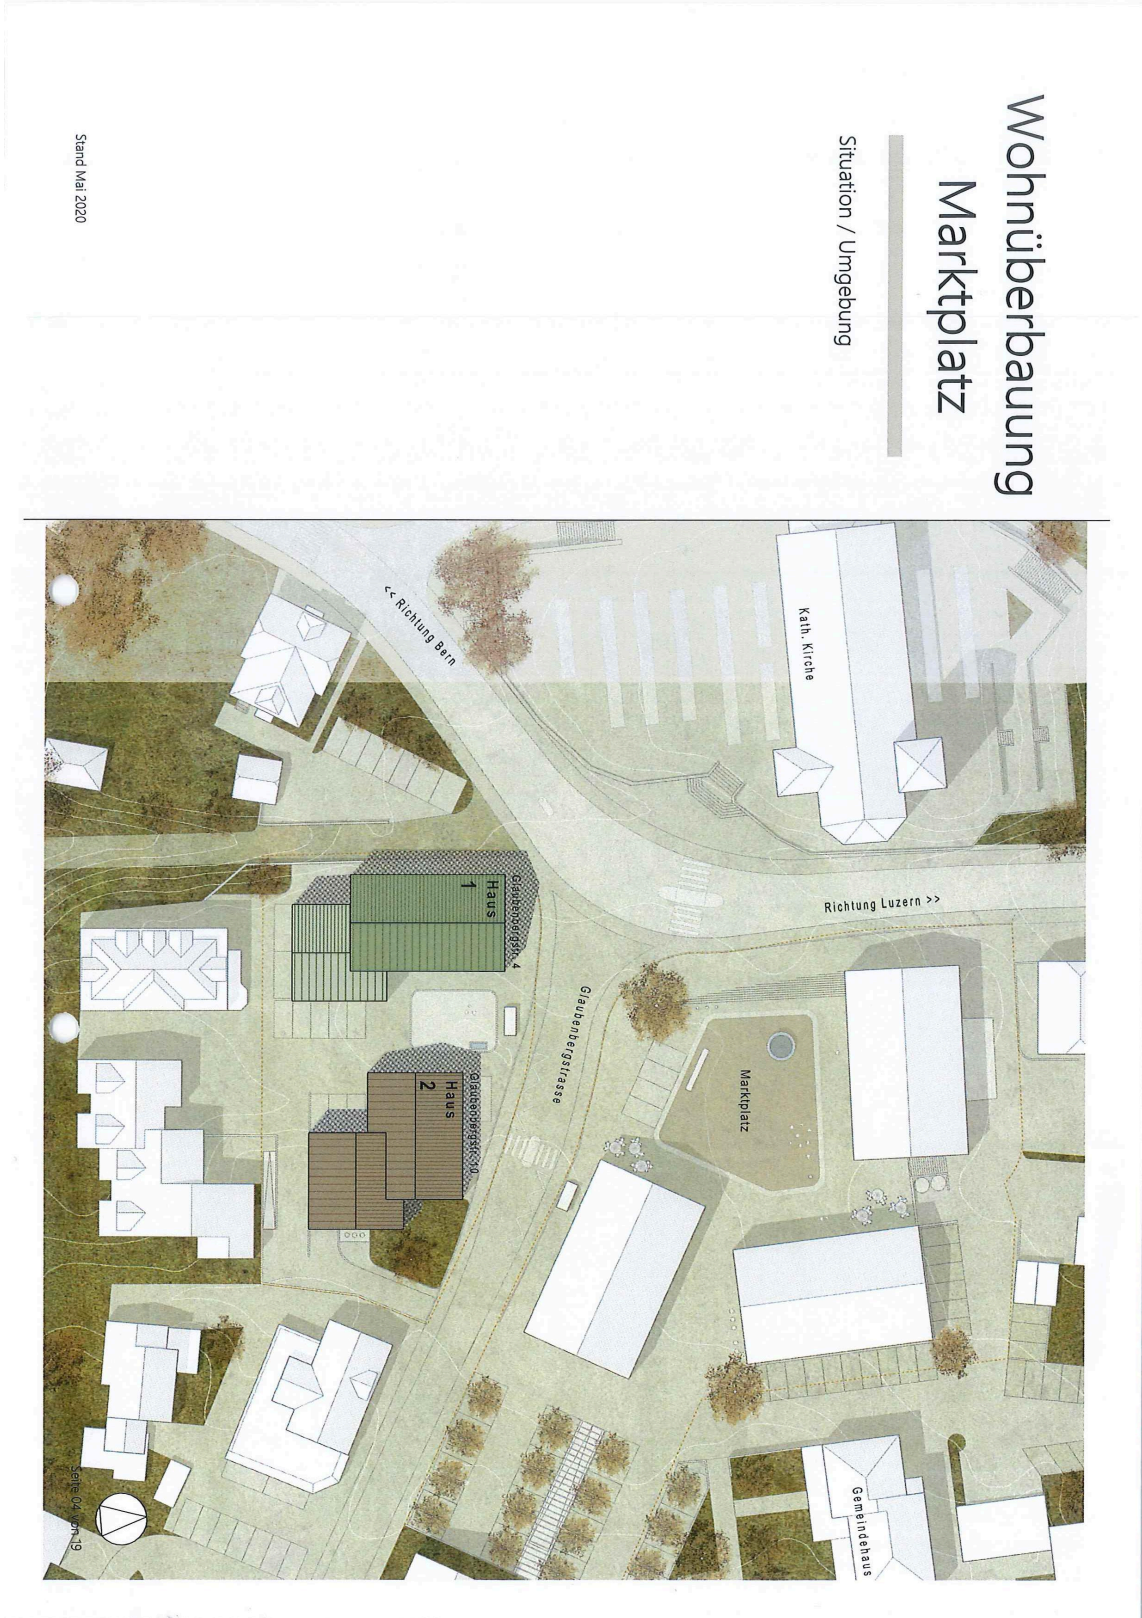 Wohnüberbauung
Marktplatz
Situation / Umgebung
Stand Mai 2020
Kath. Kirche
<< Richtung Bern
Richtung Luzern >>
Glaubenbergstr. 4
Haus
1
Glaubenbergstrasse
Marktplatz
Glaubenbergstr. 10
Haus
2
Gemeindehaus
Seite 04 von 19